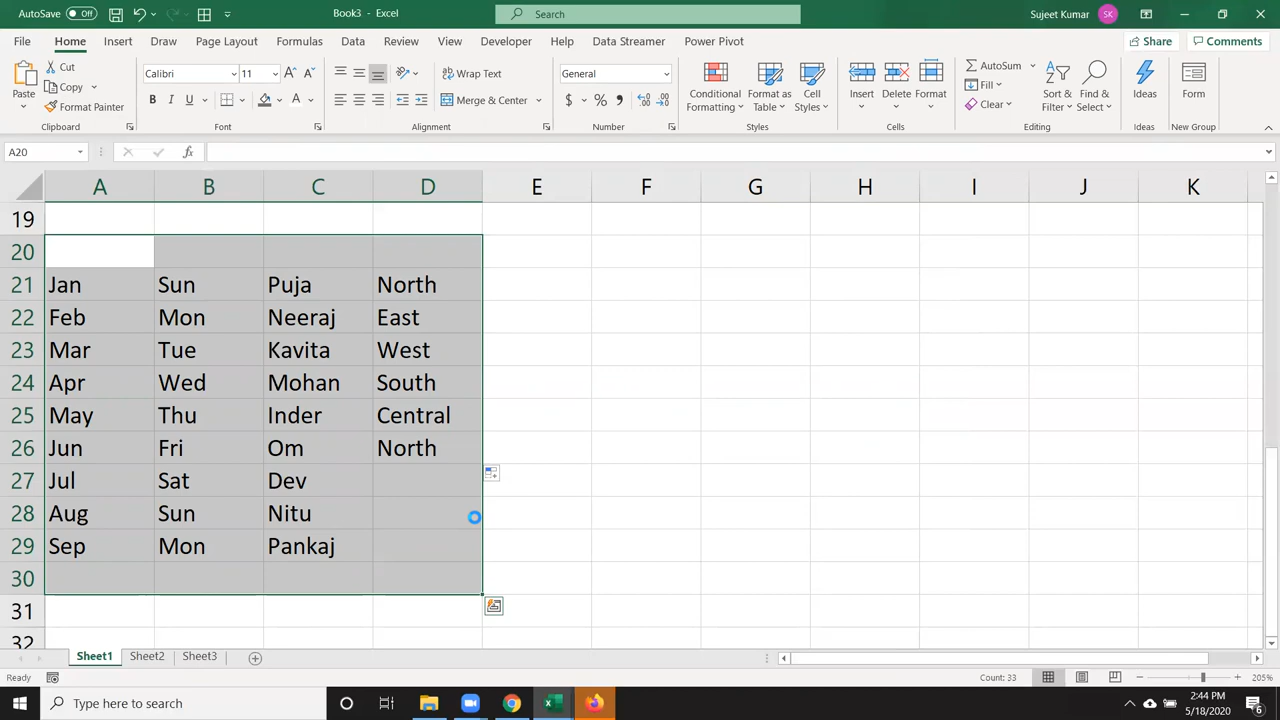 AutoSave Off Book3 - Excel Search Sujeet Kumar SK
File Home Insert Draw Page Layout Formulas Data Review View Developer Help Data Streamer Power Pivot Share Comments
Paste Cut Copy Format Painter Clipboard
Calibri 11 B I U A Font
Wrap Text Merge & Center Alignment
General $ % Number
Conditional Formatting Format as Table Cell Styles Styles
Insert Delete Format Cells
AutoSum Fill Clear Sort & Filter Find & Select Editing
Ideas Ideas
Form New Group
A20 fx
A B C D E F G H I J K
19
20
21 Jan Sun Puja North
22 Feb Mon Neeraj East
23 Mar Tue Kavita West
24 Apr Wed Mohan South
25 May Thu Inder Central
26 Jun Fri Om North
27 Jul Sat Dev
28 Aug Sun Nitu
29 Sep Mon Pankaj
30
31
32
Sheet1 Sheet2 Sheet3
Ready Count: 33 205%
Type here to search 2:44 PM
5/18/2020 6